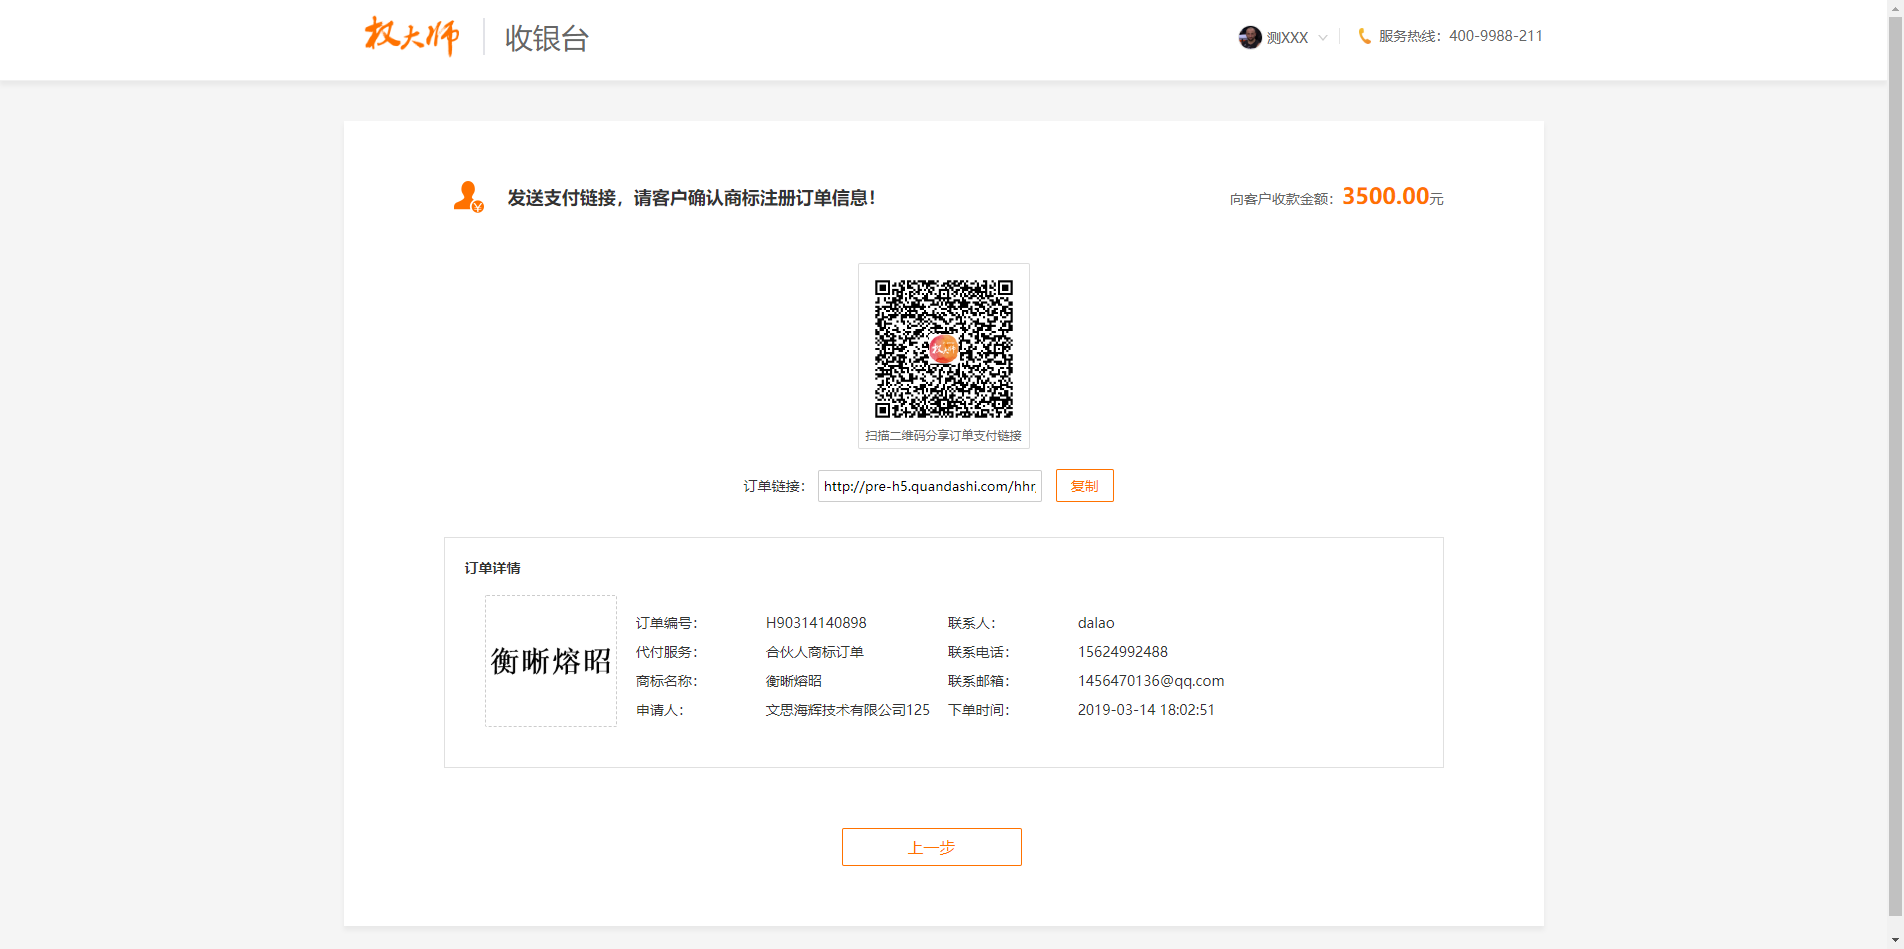 权大师 收银台 测XXX 服务热线：400-9988-211
发送支付链接，请客户确认商标注册订单信息！ 向客户收款金额：3500.00元
权大师
扫描二维码分享订单支付链接
订单链接： http://pre-h5.quandashi.com/hhr 复制
订单详情
衡晰熔昭
订单编号： H90314140898 联系人： dalao
代付服务： 合伙人商标订单 联系电话： 15624992488
商标名称： 衡晰熔昭 联系邮箱： 1456470136@qq.com
申请人： 文思海辉技术有限公司125 下单时间： 2019-03-14 18:02:51
上一步